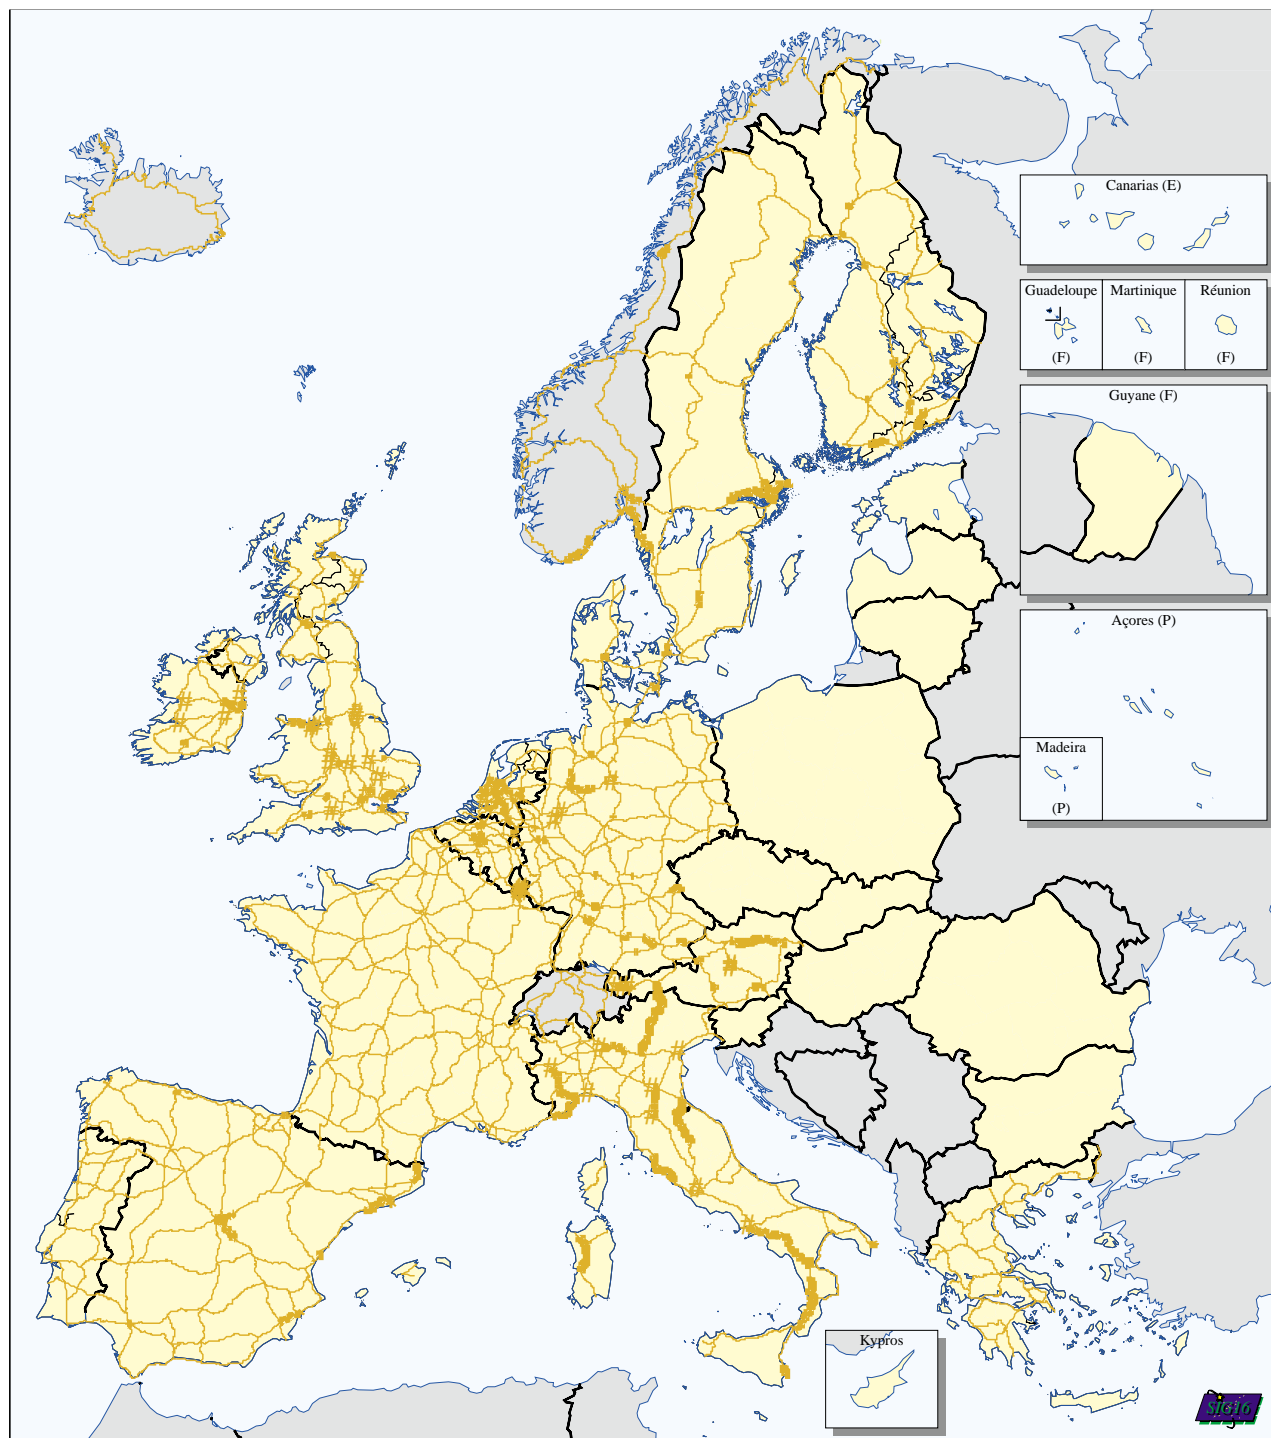 Canarias (E)
Guadeloupe
Martinique
Réunion
(F)
(F)
(F)
Guyane (F)
Açores (P)
Madeira
(P)
Kypros
SIG16